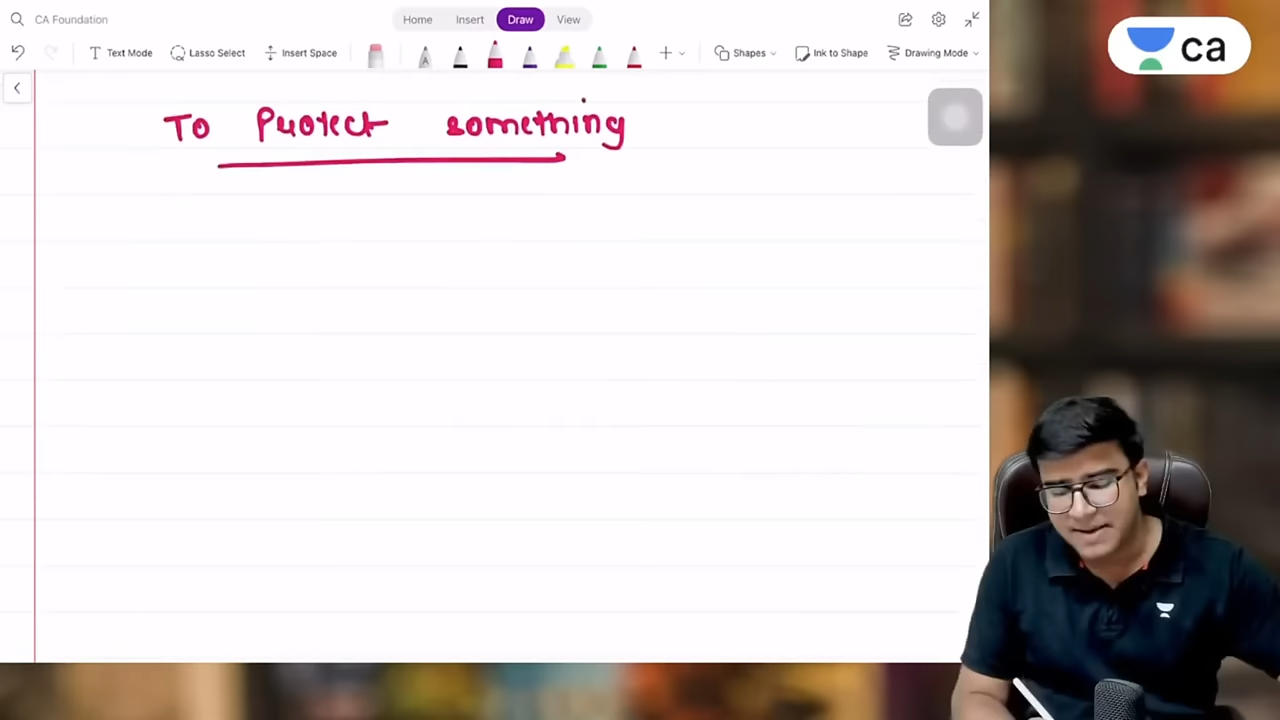 CA Foundation
Home Insert Draw View
Text Mode Lasso Select Insert Space Shapes Ink to Shape Drawing Mode
ca
To Protect something